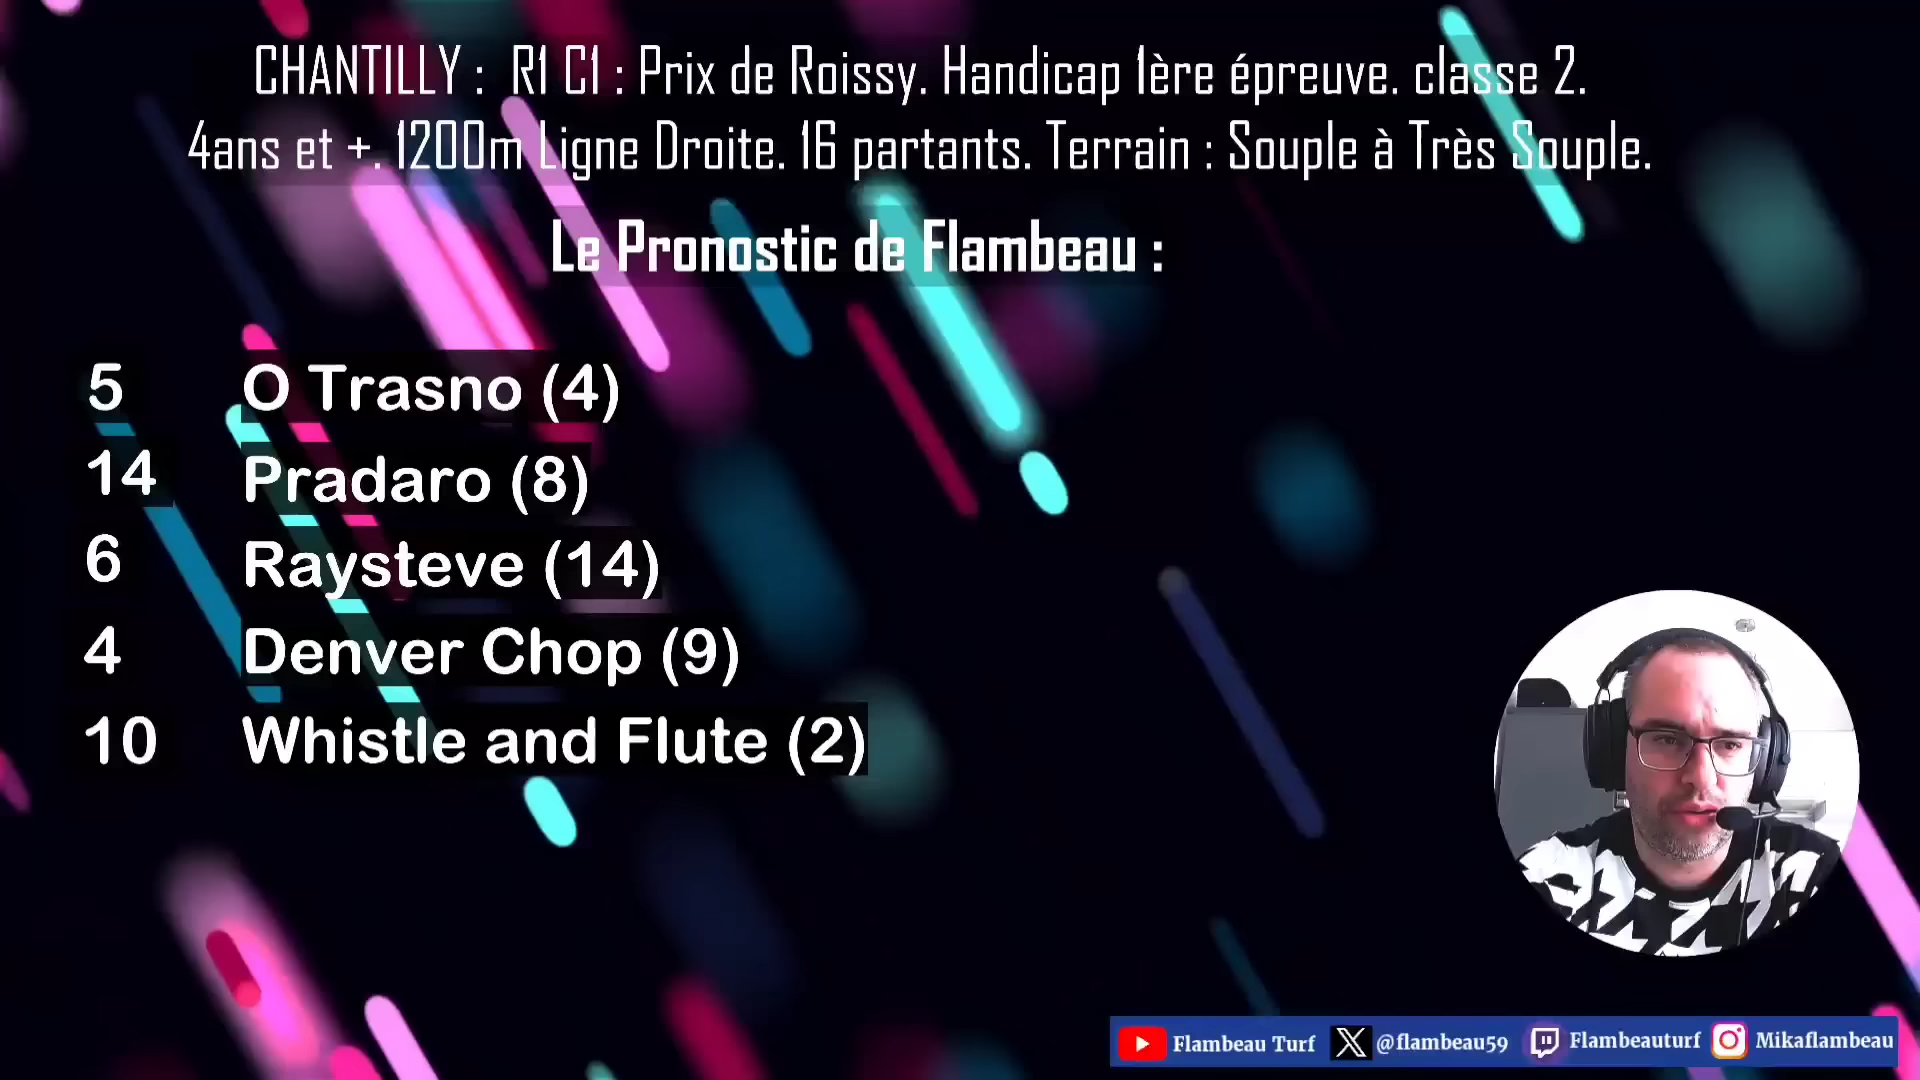 CHANTILLY : R1 C1 : Prix de Roissy. Handicap 1ère épreuve. classe 2.
4ans et +. 1200m Ligne Droite. 16 partants. Terrain : Souple à Très Souple.
Le Pronostic de Flambeau :
5 O Trasno (4)
14 Pradaro (8)
6 Raysteve (14)
4 Denver Chop (9)
10 Whistle and Flute (2)
Flambeau Turf @flambeau59 Flambeauturf Mikaflambeau